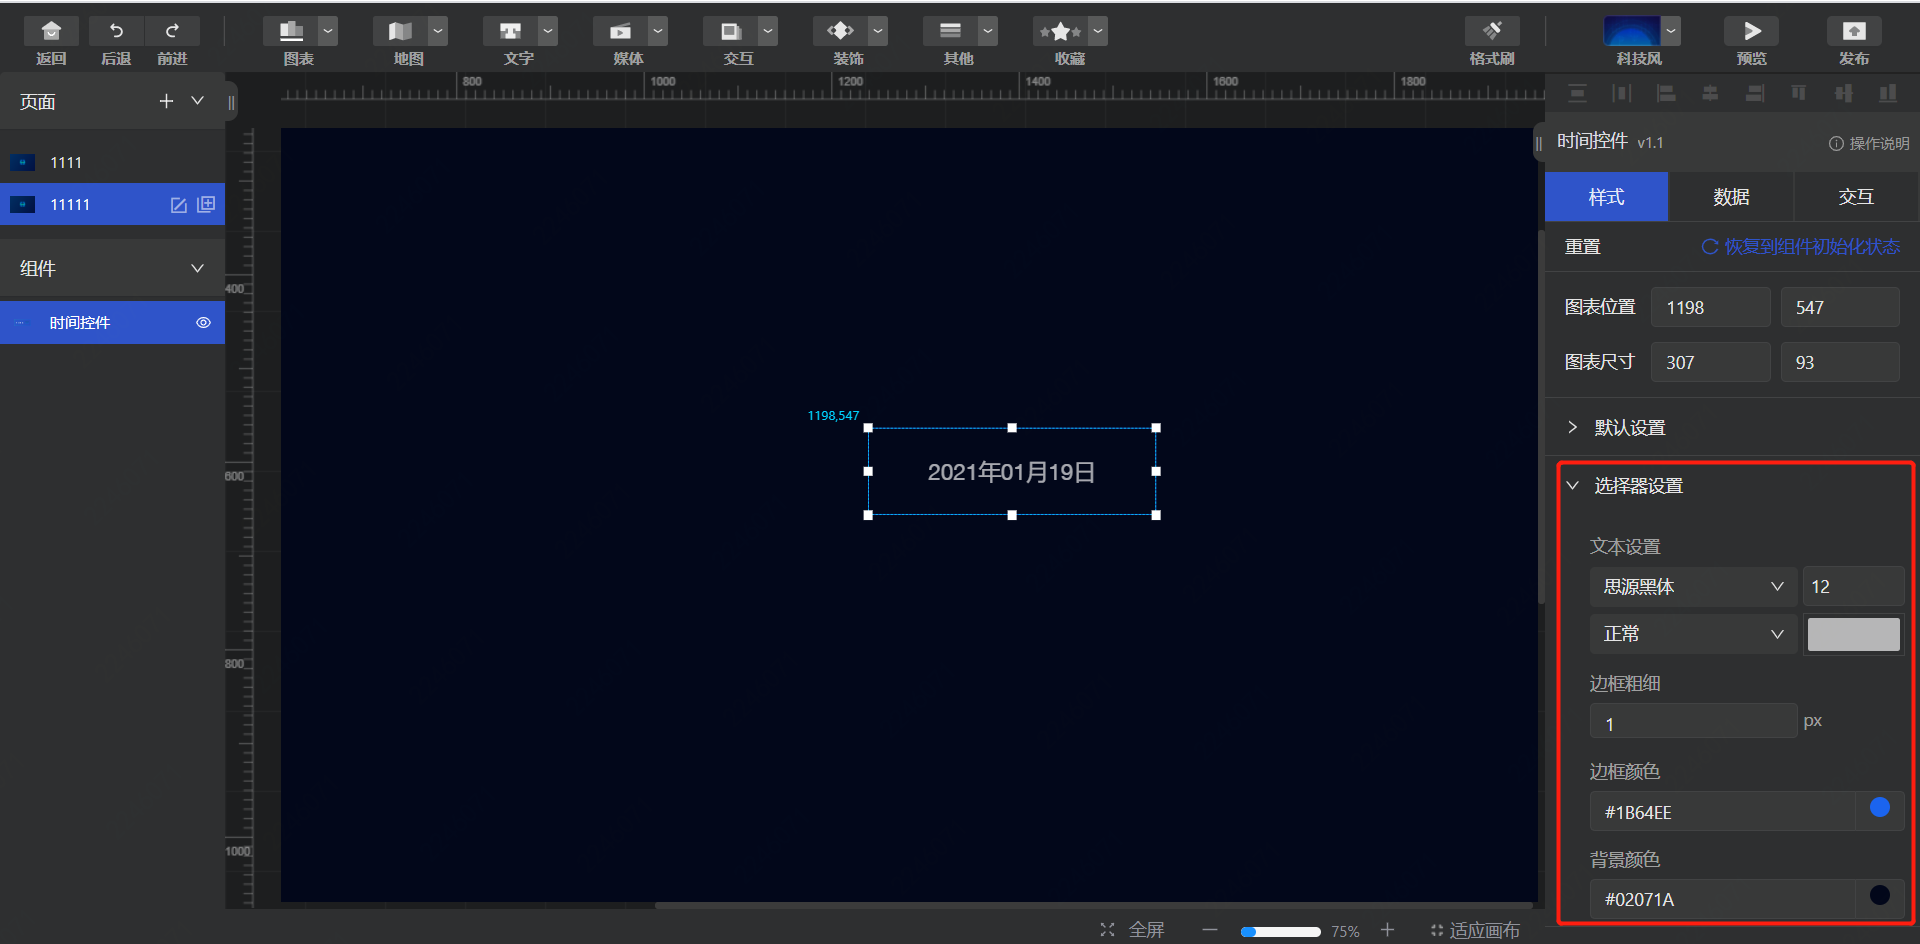 返回 后退 前进 图表 地图 文字 媒体 交互 装饰 其他 收藏 格式刷 科技风 预览 发布
800 1000 1200 1400 1600 1800
页面
1111
11111
组件
时间控件
400
600
800
1000
1198,547
2021年01月19日
全屏 75% 适应画布
时间控件 v1.1 操作说明
样式 数据 交互
重置 恢复到组件初始化状态
图表位置 1198 547
图表尺寸 307 93
默认设置
选择器设置
文本设置
思源黑体 12
正常
边框粗细
1 px
边框颜色
#1B64EE
背景颜色
#02071A